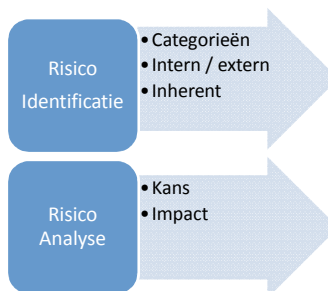 Risico
Identificatie
• Categorieën
• Intern / extern
• Inherent
Risico
Analyse
• Kans
• Impact